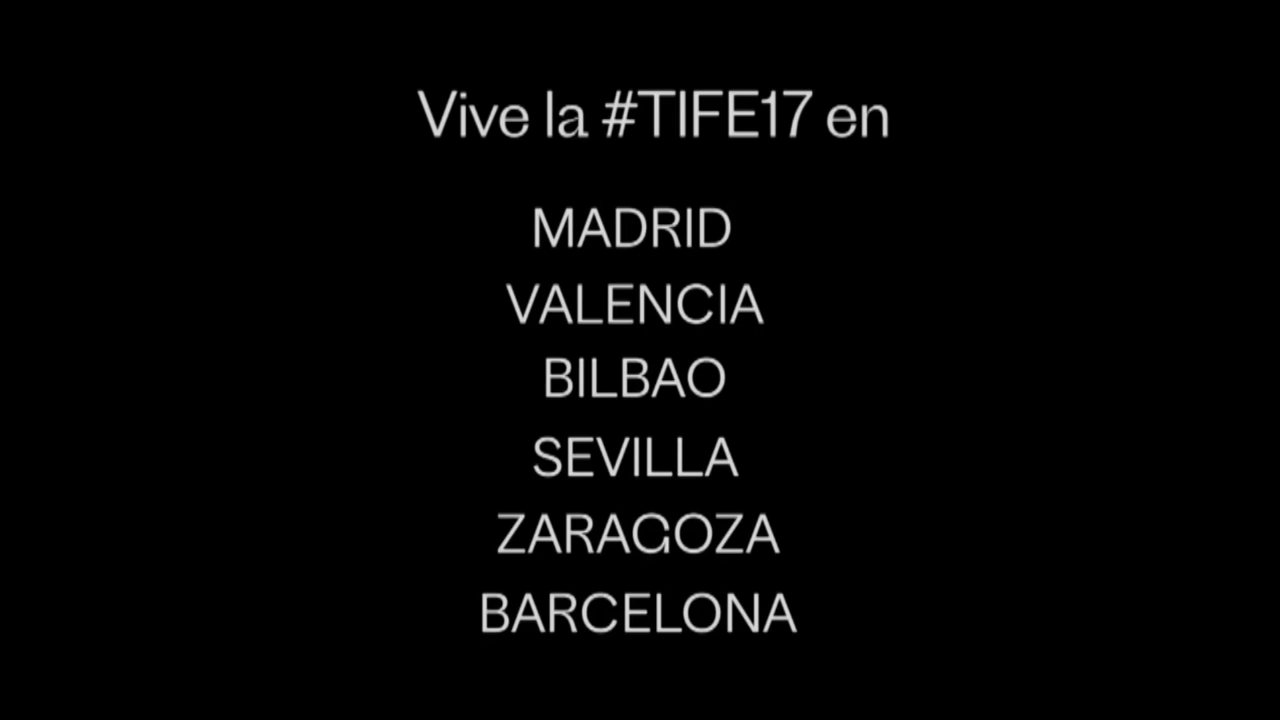 Vive la #TIFE17 en
MADRID
VALENCIA
BILBAO
SEVILLA
ZARAGOZA
BARCELONA